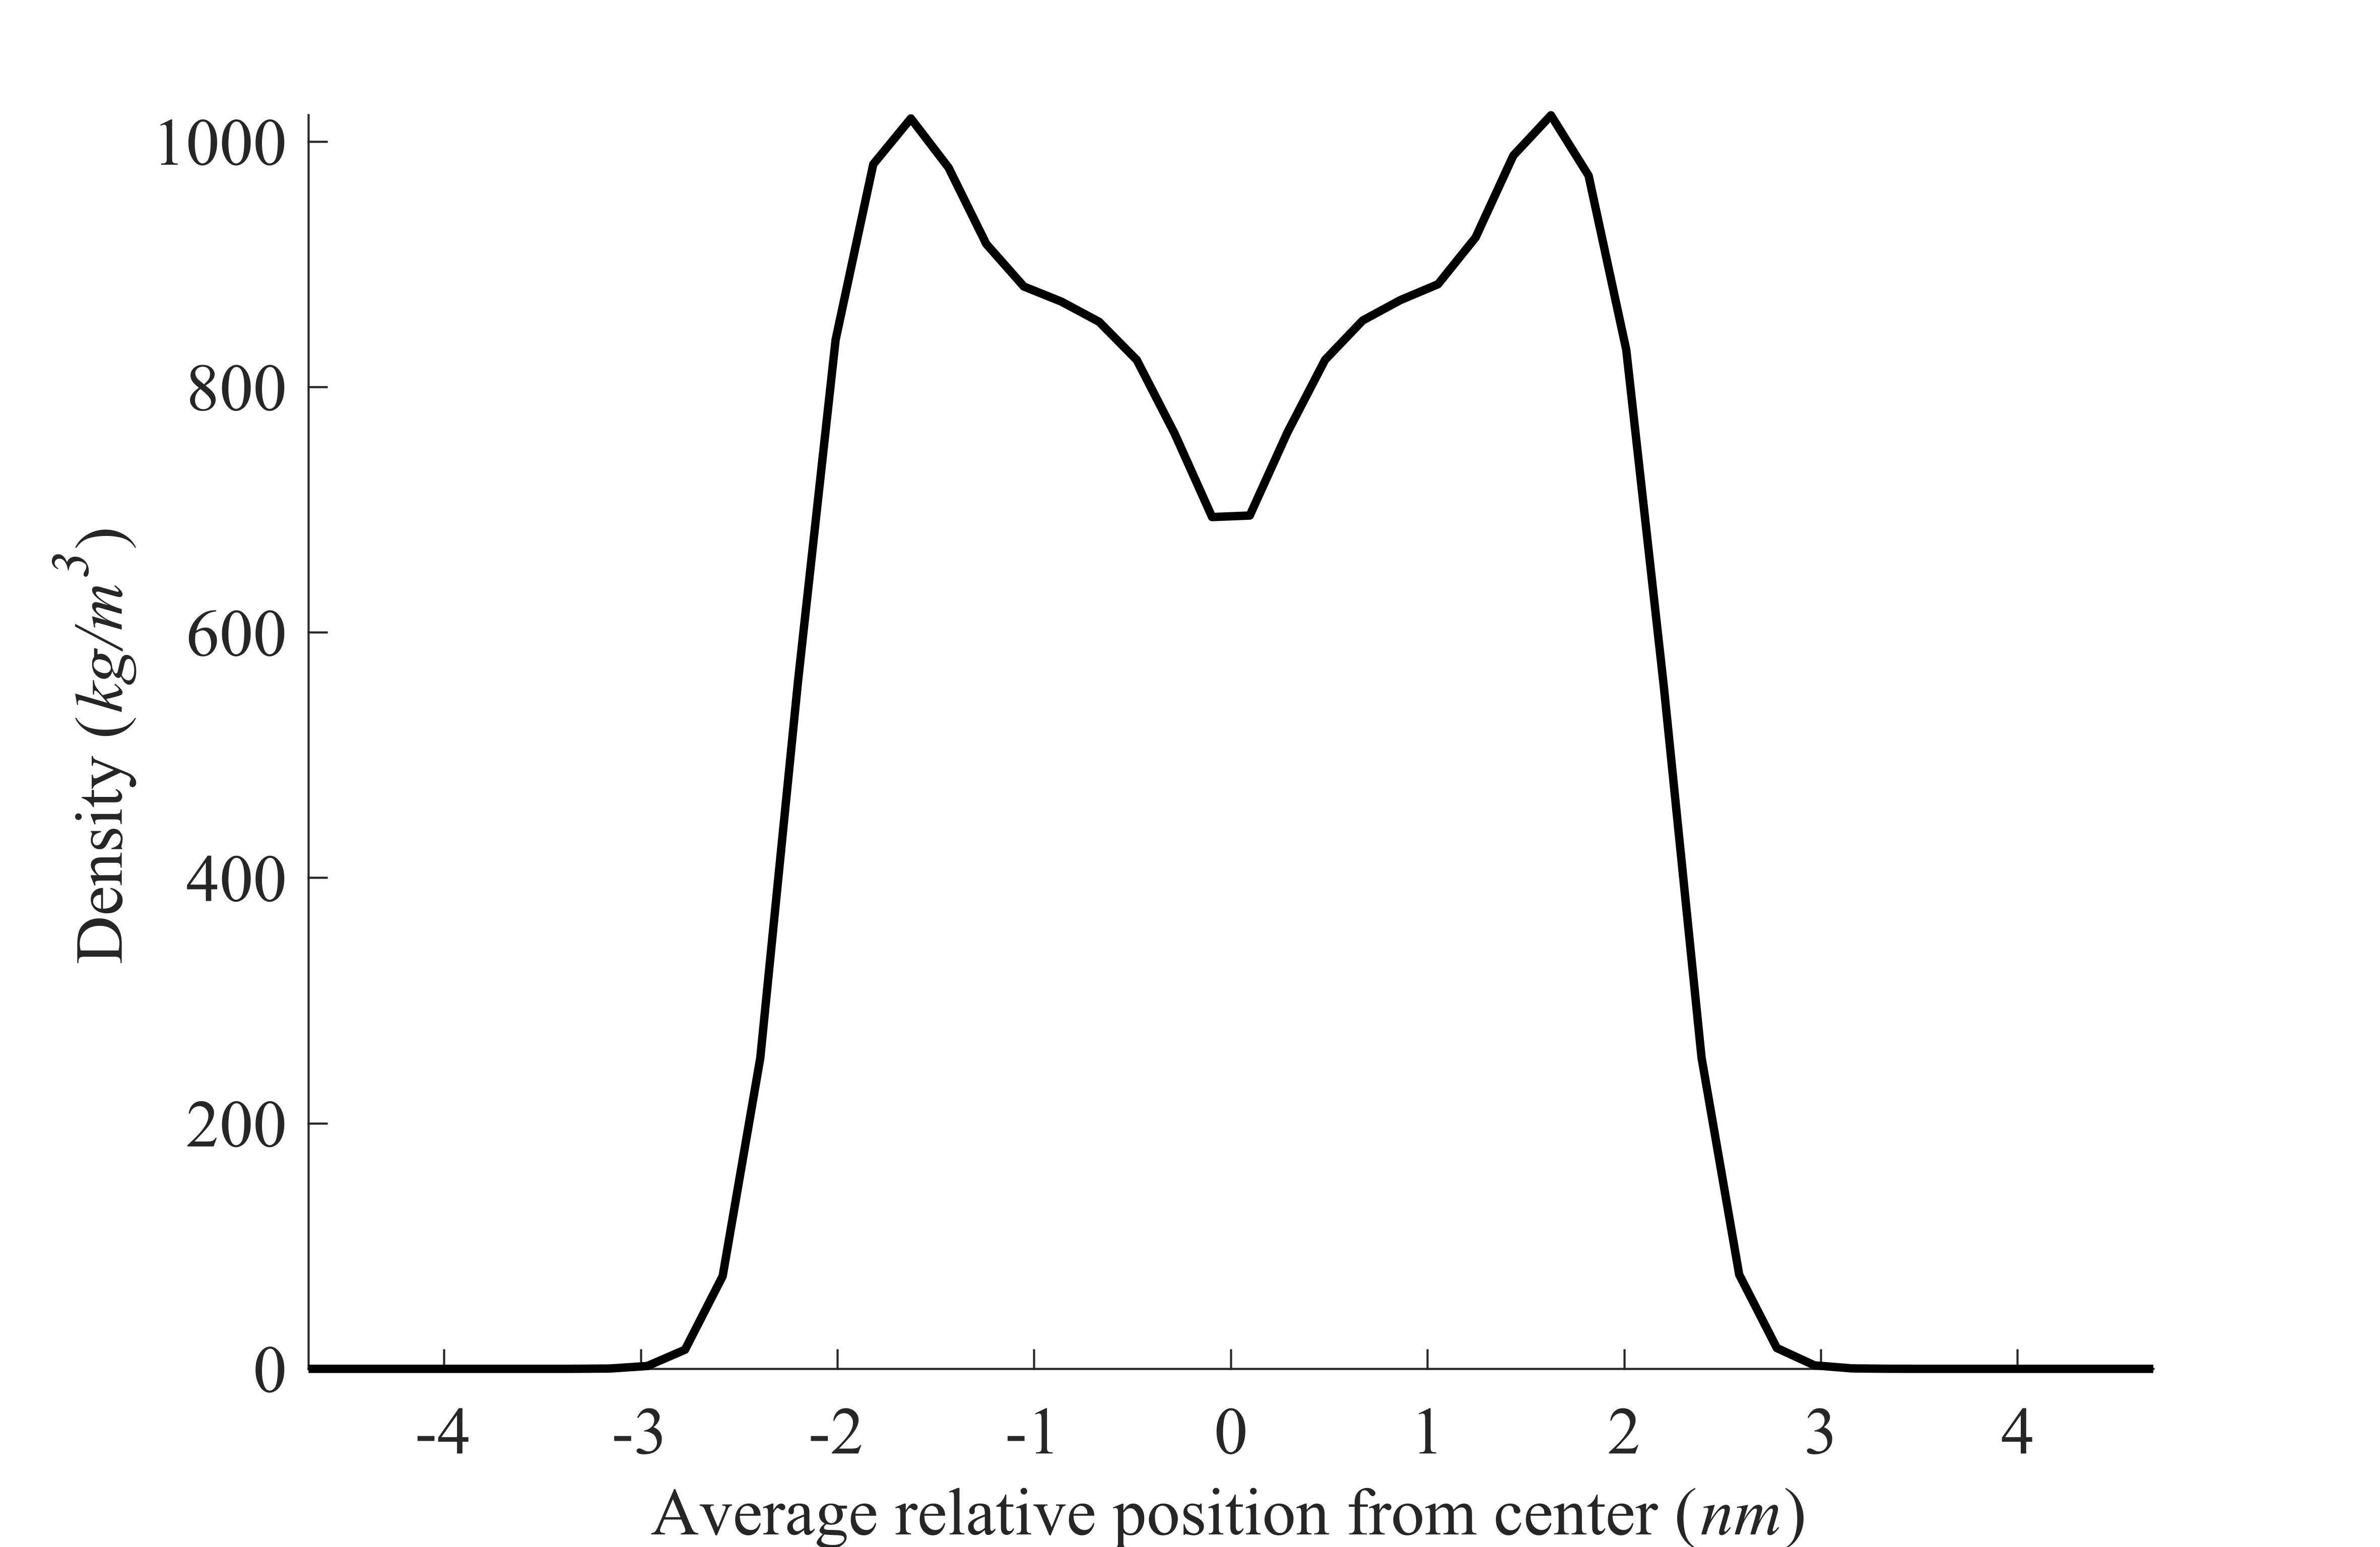 1000
800
600
400
200
0
Density (kg/m³)
-4 -3 -2 -1 0 1 2 3 4
Average relative position from center (nm)